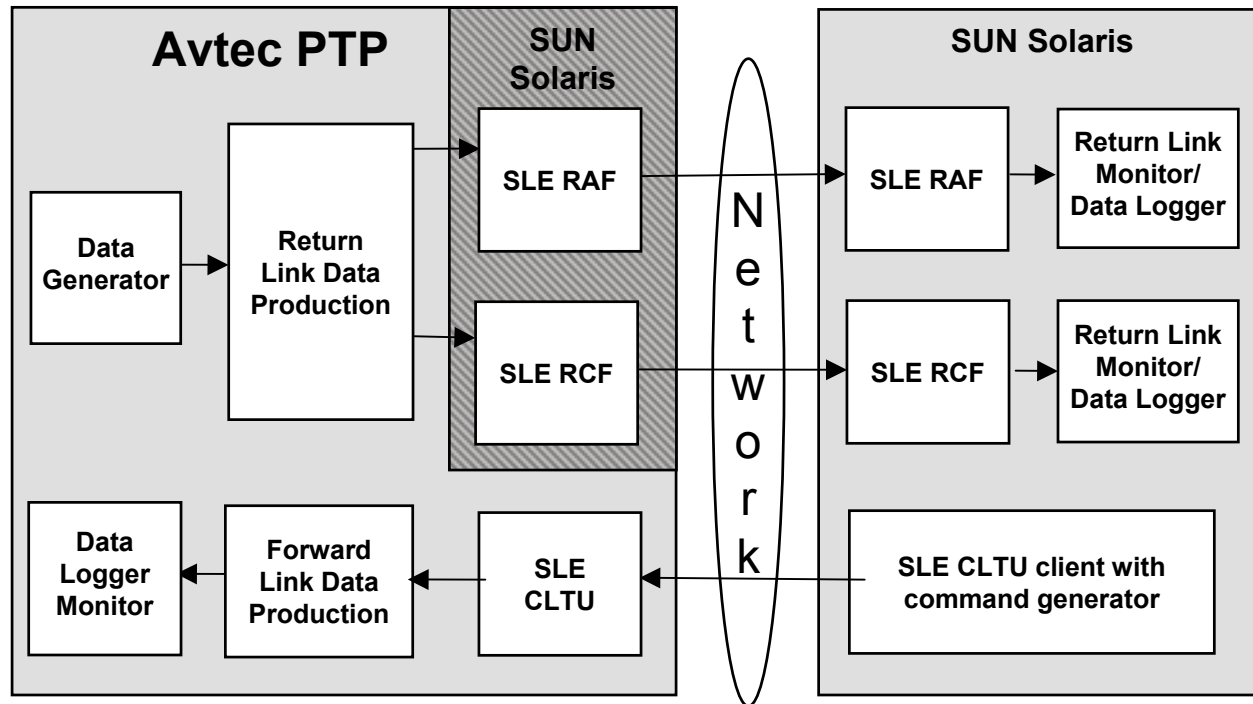 Avtec PTP
SUN
Solaris
Data
Generator
Return
Link Data
Production
SLE RAF
SLE RCF
Data
Logger
Monitor
Forward
Link Data
Production
SLE
CLTU
Network
SUN Solaris
SLE RAF
Return Link
Monitor/
Data Logger
SLE RCF
Return Link
Monitor/
Data Logger
SLE CLTU client with
command generator